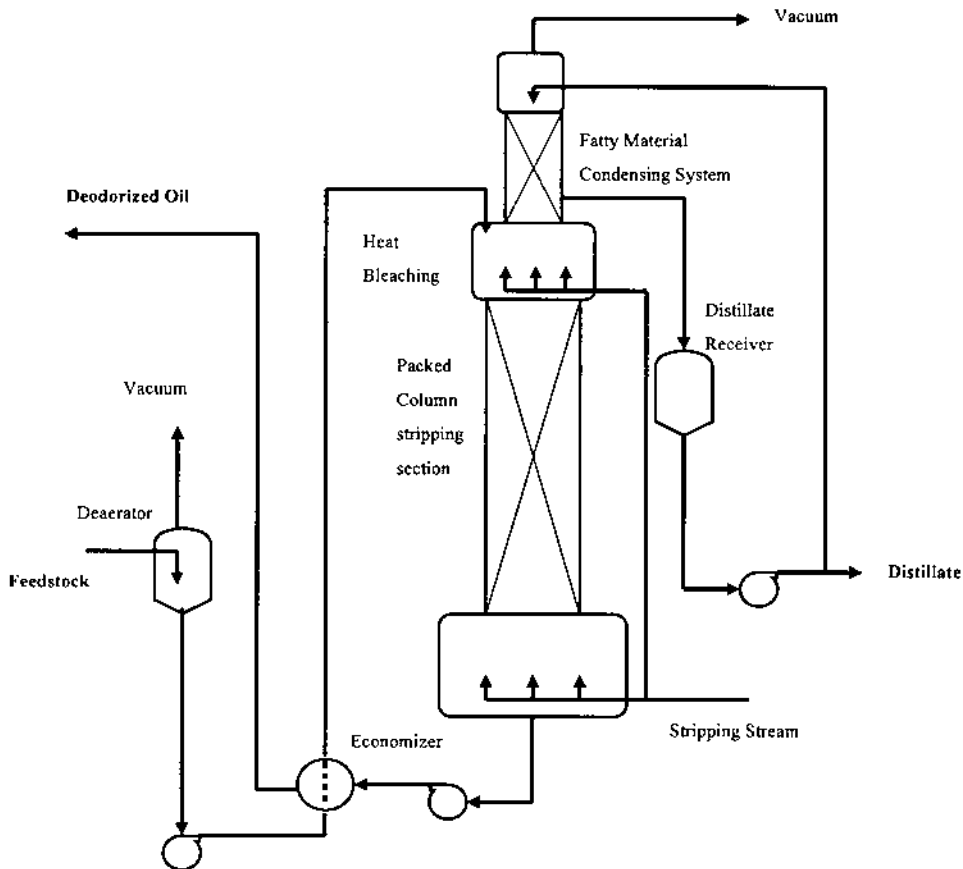 Vacuum
Fatty Material
Condensing System
Deodorized Oil
Heat
Bleaching
Distillate
Receiver
Packed
Column
stripping
section
Vacuum
Deaerator
Feedstock
Distillate
Stripping Stream
Economizer